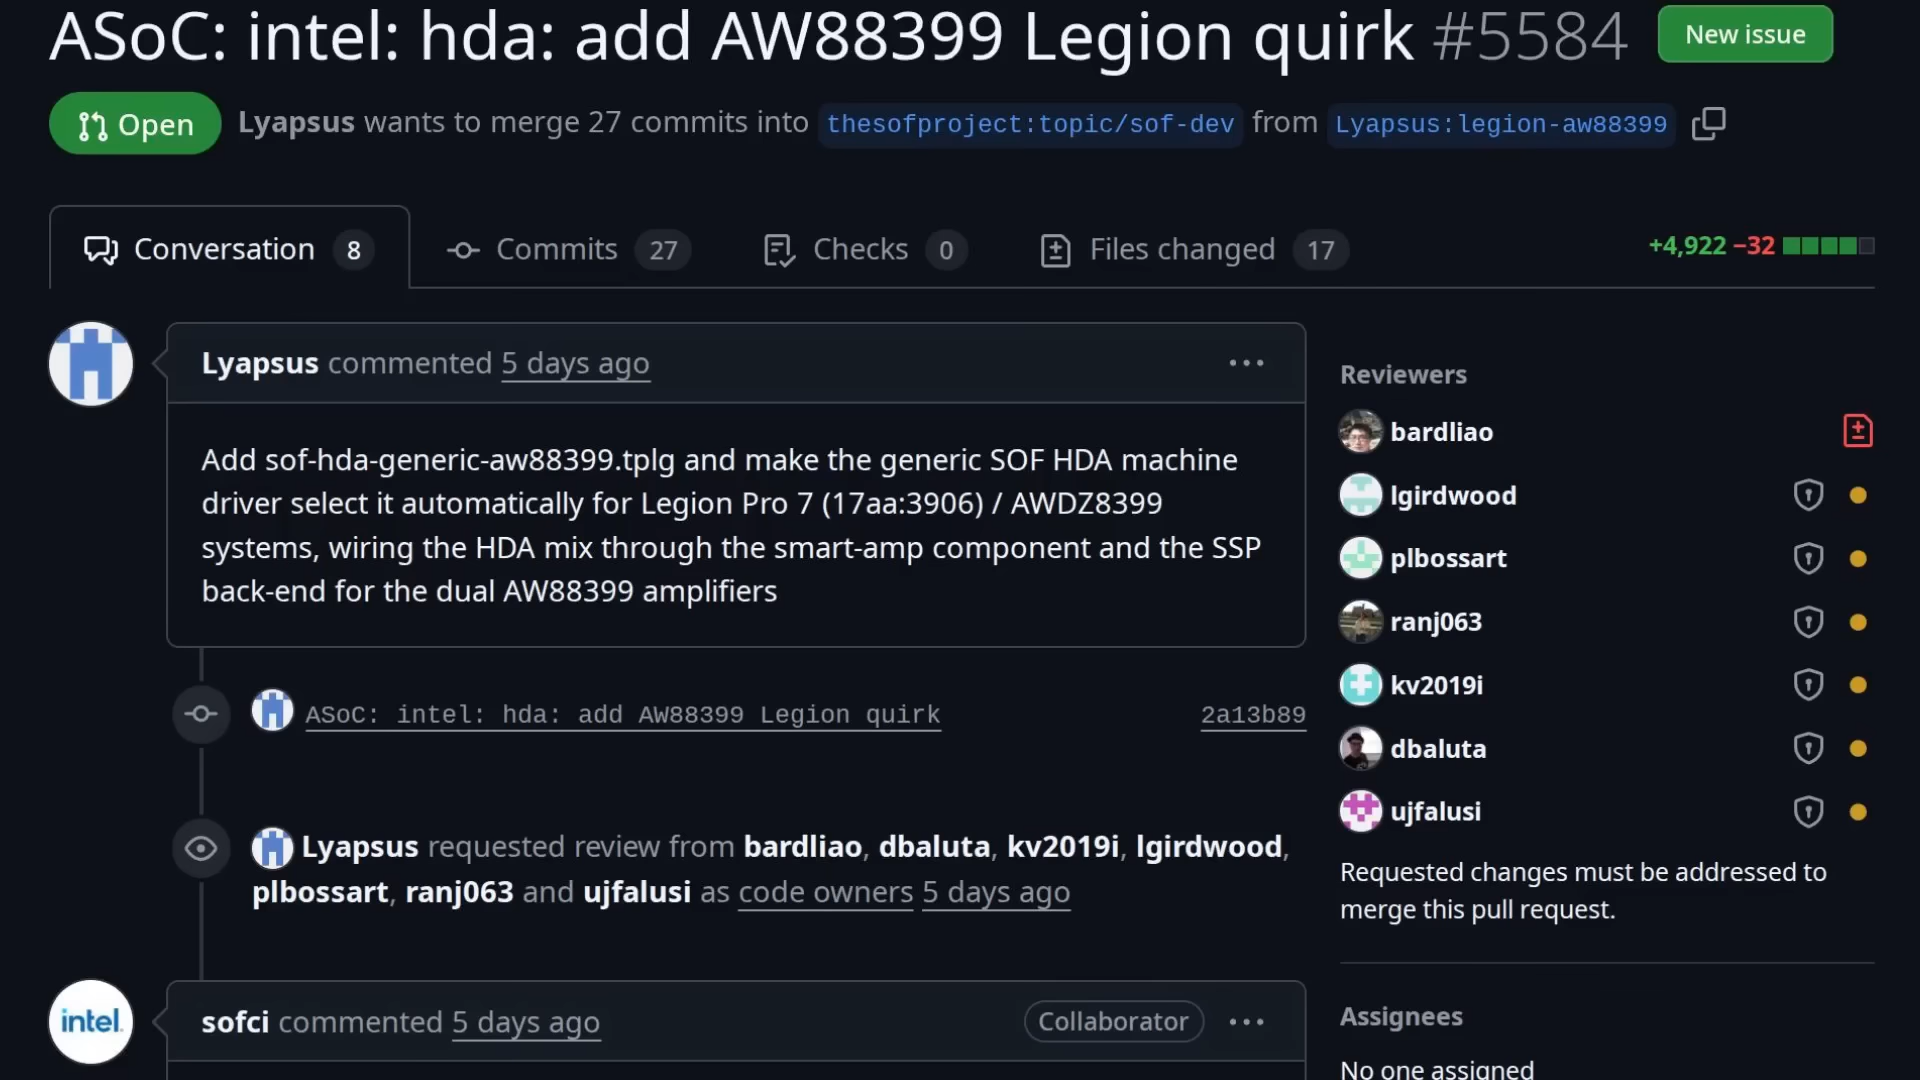 ASoC: intel: hda: add AW88399 Legion quirk #5584
New issue
Open
Lyapsus wants to merge 27 commits into thesofproject:topic/sof-dev from Lyapsus:legion-aw88399
Conversation 8
Commits 27
Checks 0
Files changed 17
+4,922 −32
Lyapsus commented 5 days ago
Add sof-hda-generic-aw88399.tplg and make the generic SOF HDA machine
driver select it automatically for Legion Pro 7 (17aa:3906) / AWDZ8399
systems, wiring the HDA mix through the smart-amp component and the SSP
back-end for the dual AW88399 amplifiers
ASoC: intel: hda: add AW88399 Legion quirk 2a13b89
Lyapsus requested review from bardliao, dbaluta, kv2019i, lgirdwood,
plbossart, ranj063 and ujfalusi as code owners 5 days ago
intel.
sofci commented 5 days ago
Collaborator
Reviewers
bardliao
lgirdwood
plbossart
ranj063
kv2019i
dbaluta
ujfalusi
Requested changes must be addressed to
merge this pull request.
Assignees
No one assigned